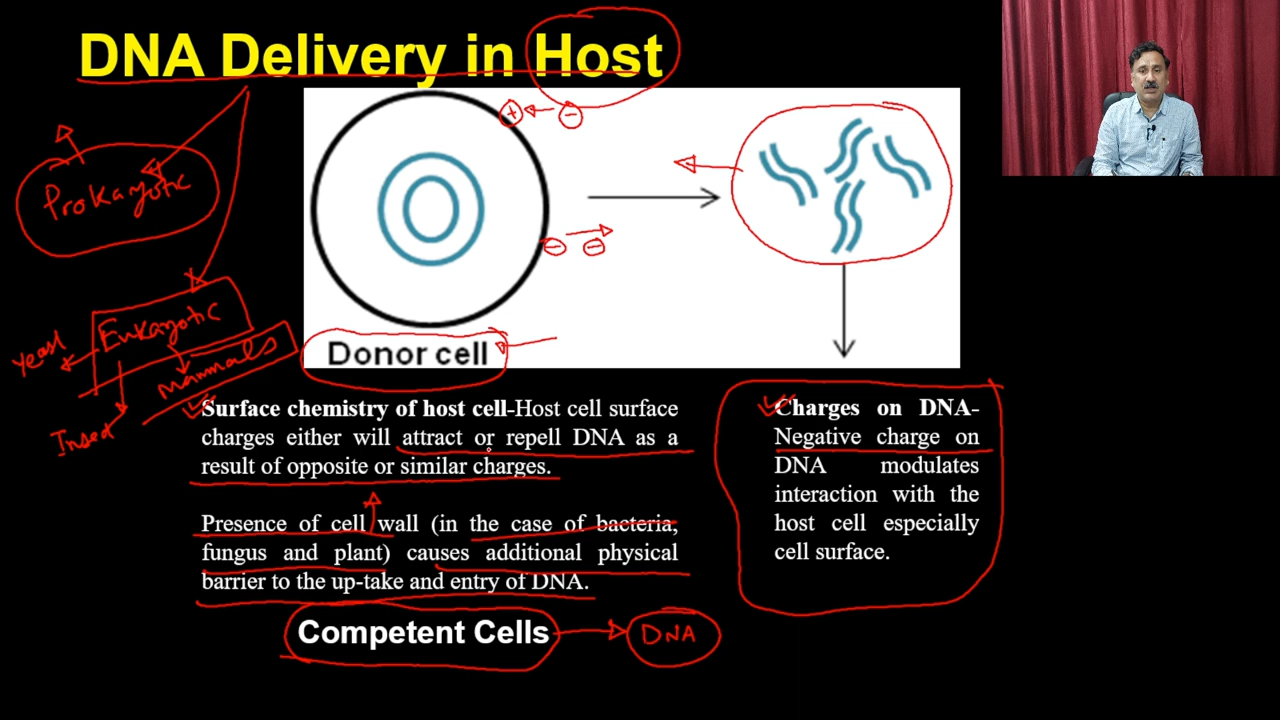 DNA Delivery in Host
+
−
Prokayotic
− −
Eukayotic
Yeast
Mammals
Insect
Donor cell
Surface chemistry of host cell-Host cell surface
charges either will attract or repell DNA as a
result of opposite or similar charges.
Presence of cell wall (in the case of bacteria,
fungus and plant) causes additional physical
barrier to the up-take and entry of DNA.
Charges on DNA-
Negative charge on
DNA modulates
interaction with the
host cell especially
cell surface.
Competent Cells
DNA